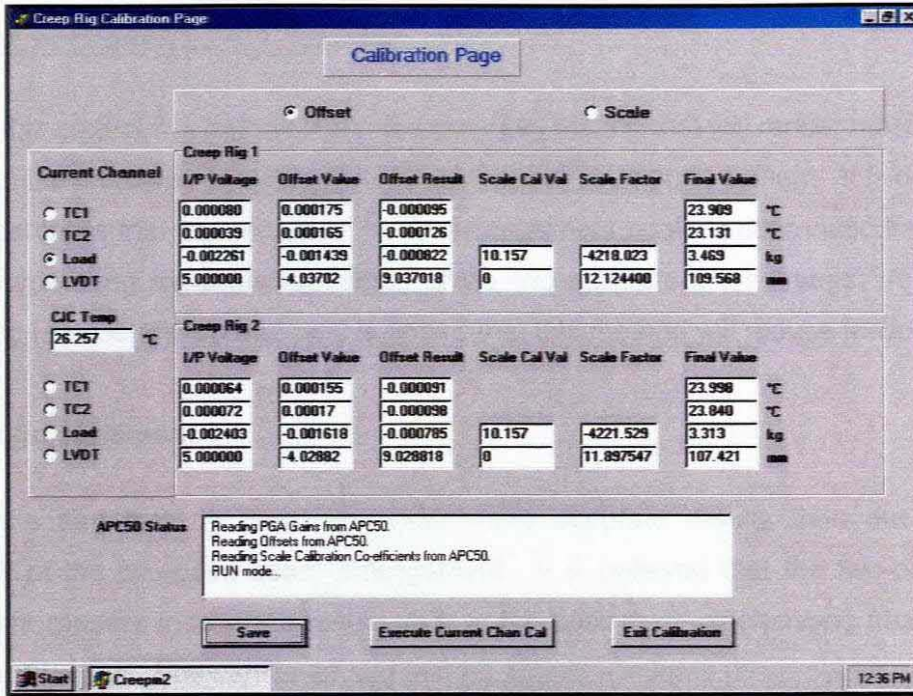 Creep Rig Calibration Page
Calibration Page
Offset Scale
Current Channel
TC1
TC2
Load
LVDT
CJC Temp
26.257 °C
Creep Rig 1
I/P Voltage Offset Value Offset Result Scale Cal Val Scale Factor Final Value
0.000080 0.000175 -0.000095 23.909 °C
0.000039 0.000165 -0.000126 23.131 °C
-0.002261 -0.001439 -0.000822 10.157 -4218.023 3.469 kg
5.000000 -4.03702 9.037018 0 12.124400 109.568 mm
Creep Rig 2
I/P Voltage Offset Value Offset Result Scale Cal Val Scale Factor Final Value
TC1 0.000064 0.000155 -0.000091 23.998 °C
TC2 0.000072 0.00017 -0.000098 23.840 °C
Load -0.002403 -0.001618 -0.000785 10.157 -4221.529 3.313 kg
LVDT 5.000000 -4.02882 9.028818 0 11.897547 107.421 mm
APC50 Status
Reading PGA Gains from APC50.
Reading Offsets from APC50.
Reading Scale Calibration Co-efficients from APC50.
RUN mode...
Save Execute Current Chan Cal Exit Calibration
Start Creepm2 12:36 PM